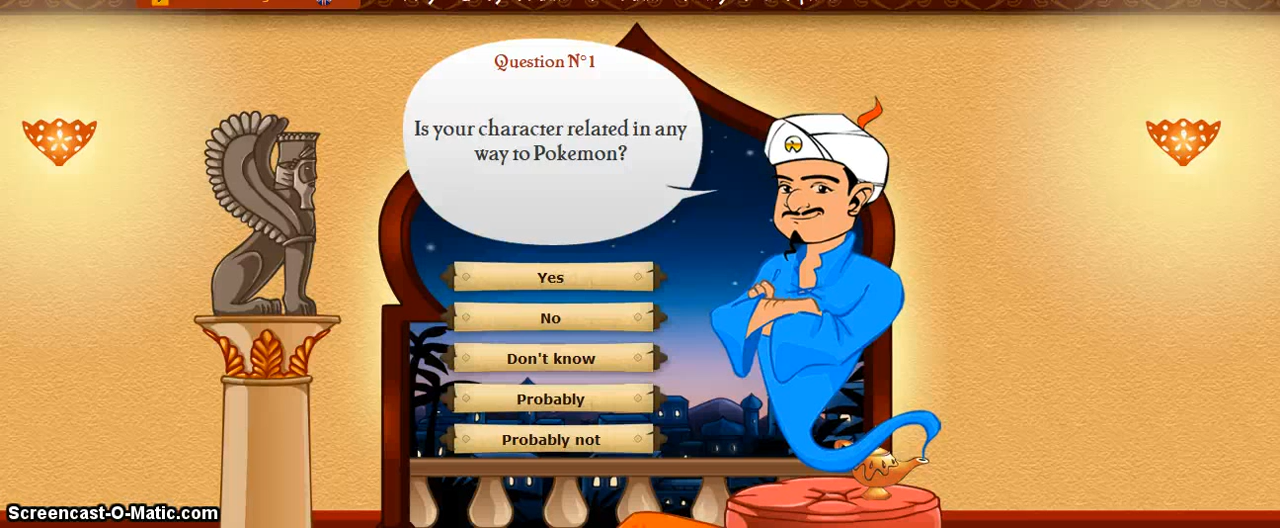 Question N°1
Is your character related in any
way to Pokemon?
Yes
No
Don't know
Probably
Probably not
Screencast-O-Matic.com